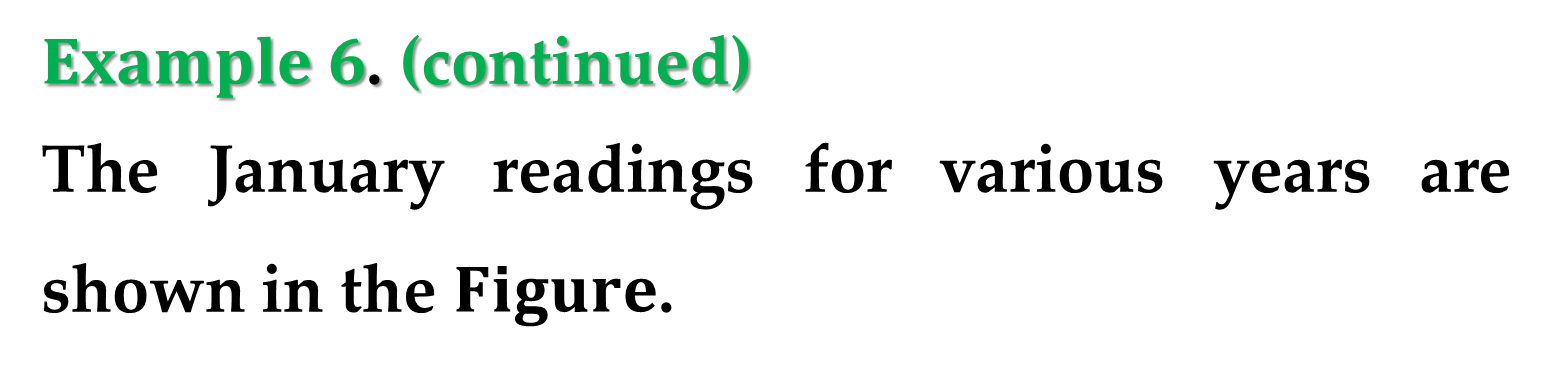 Example 6. (continued)
The January readings for various years are
shown in the Figure.